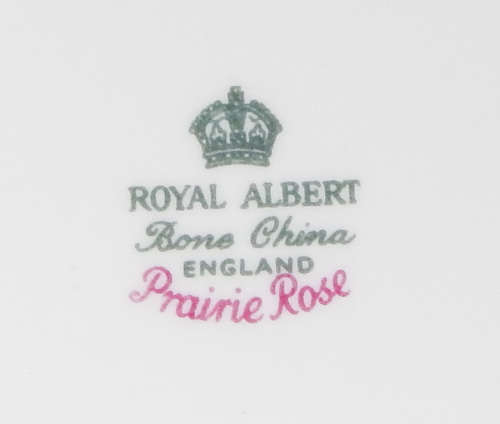 ROYAL ALBERT
Bone China
ENGLAND
Prairie Rose